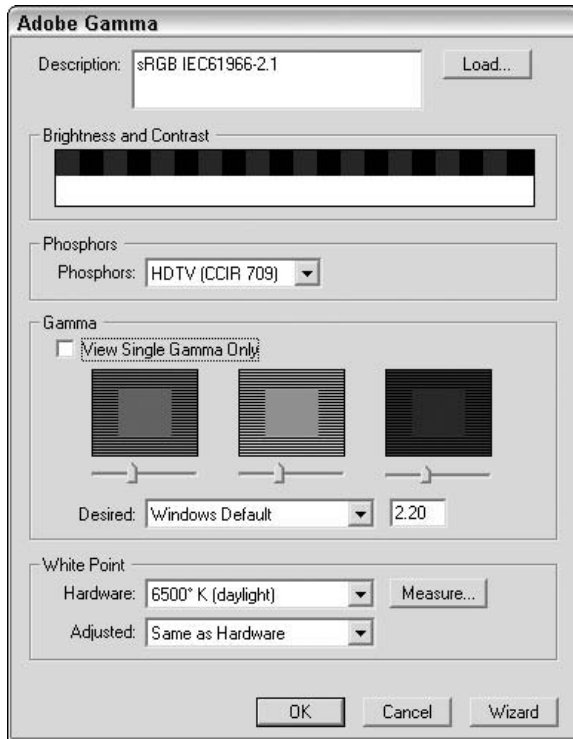 Adobe Gamma
Description: sRGB IEC61966-2.1 Load...
Brightness and Contrast
Phosphors
Phosphors: HDTV (CCIR 709)
Gamma
View Single Gamma Only
Desired: Windows Default 2.20
White Point
Hardware: 6500° K (daylight) Measure...
Adjusted: Same as Hardware
OK Cancel Wizard